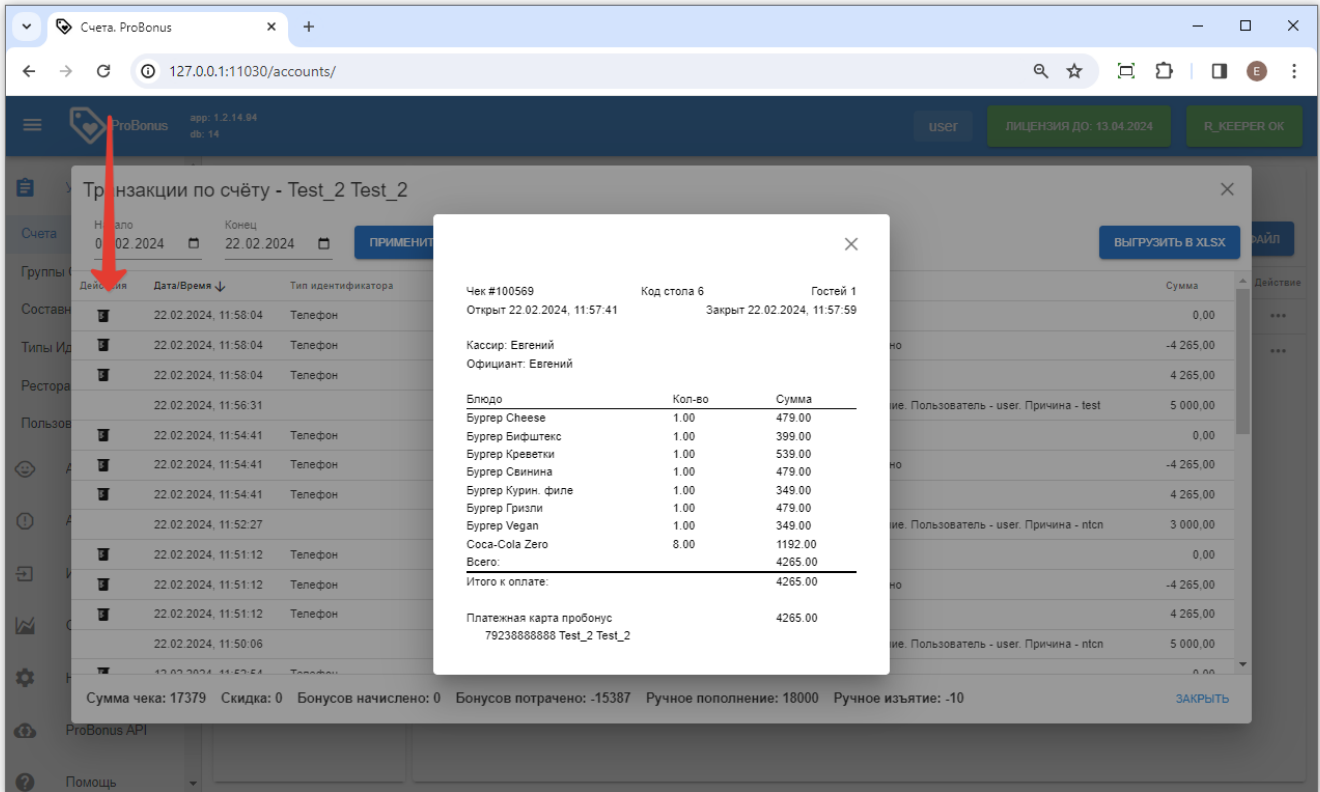 Счета. ProBonus
127.0.0.1:11030/accounts/
E
ProBonus
app: 1.2.14.94
db: 14
user
ЛИЦЕНЗИЯ ДО: 13.04.2024
R_KEEPER OK
Транзакции по счёту - Test_2 Test_2
Конец
02.2024
22.02.2024
ПРИМЕНИТ
ВЫГРУЗИТЬ В XLSX
ФАЙЛ
Счета
Группы
Состав
Типы Ид
Рестора
Пользов
ProBonus API
Помощь
Действия Дата/Время Тип идентификатора Сумма Действие
22.02.2024, 11:58:04 Телефон 0,00
22.02.2024, 11:58:04 Телефон но -4 265,00
22.02.2024, 11:58:04 Телефон 4 265,00
22.02.2024, 11:56:31 ие. Пользователь - user. Причина - test 5 000,00
22.02.2024, 11:54:41 Телефон 0,00
22.02.2024, 11:54:41 Телефон но -4 265,00
22.02.2024, 11:54:41 Телефон 4 265,00
22.02.2024, 11:52:27 ие. Пользователь - user. Причина - ntcn 3 000,00
22.02.2024, 11:51:12 Телефон 0,00
22.02.2024, 11:51:12 Телефон но -4 265,00
22.02.2024, 11:51:12 Телефон 4 265,00
22.02.2024, 11:50:06 ие. Пользователь - user. Причина - ntcn 5 000,00
Чек #100569 Код стола 6 Гостей 1
Открыт 22.02.2024, 11:57:41 Закрыт 22.02.2024, 11:57:59
Кассир: Евгений
Официант: Евгений
Блюдо Кол-во Сумма
Бургер Cheese 1.00 479.00
Бургер Бифштекс 1.00 399.00
Бургер Креветки 1.00 539.00
Бургер Свинина 1.00 479.00
Бургер Курин. филе 1.00 349.00
Бургер Гризли 1.00 479.00
Бургер Vegan 1.00 349.00
Coca-Cola Zero 8.00 1192.00
Всего: 4265.00
Итого к оплате: 4265.00
Платежная карта пробонус 4265.00
79238888888 Test_2 Test_2
Сумма чека: 17379 Скидка: 0 Бонусов начислено: 0 Бонусов потрачено: -15387 Ручное пополнение: 18000 Ручное изъятие: -10
ЗАКРЫТЬ